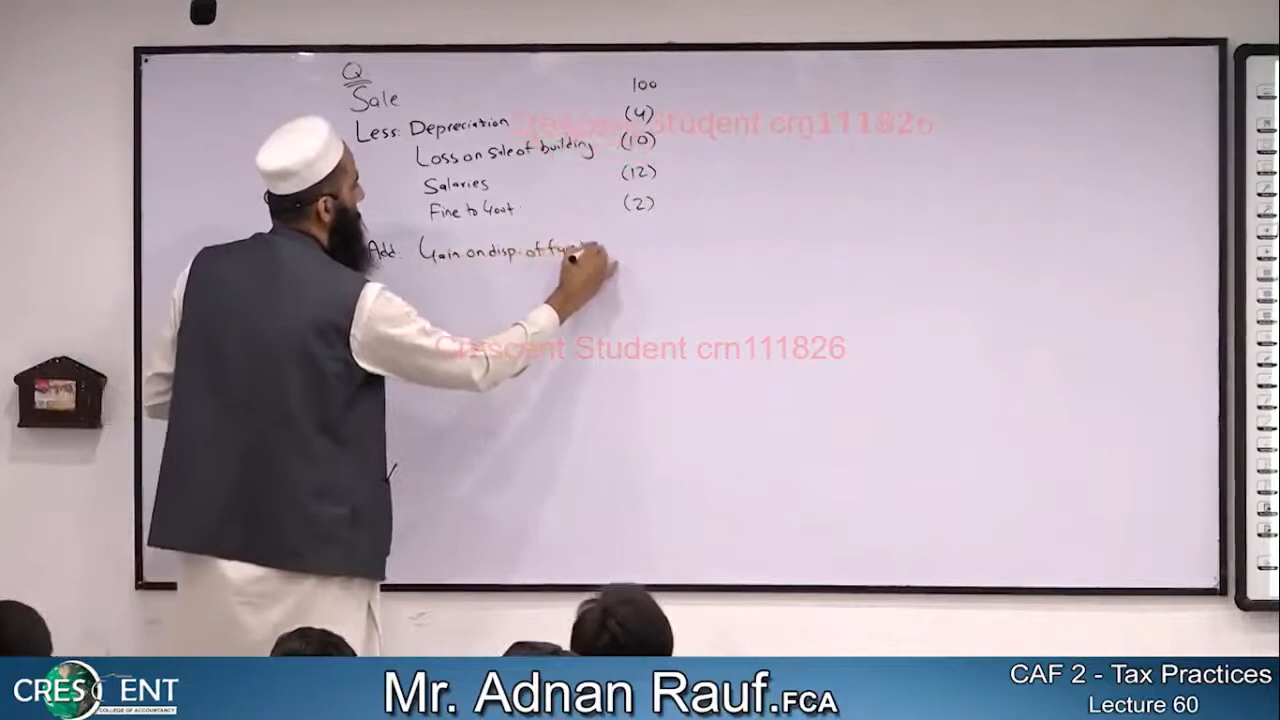 Q
Sale 100
Less: Depreciation (4)
Loss on sale of building (10)
Salaries (12)
Fine to Govt. (2)
Add: Gain on disp. of
Crescent Student crn111826
Crescent Student crn111826
CRESCENT
COLLEGE OF ACCOUNTANCY
Mr. Adnan Rauf.FCA
CAF 2 - Tax Practices
Lecture 60